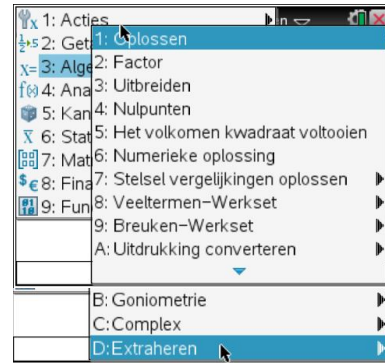 1: Acties
2: Get
3: Alge
4: Ana
5: Kan
6: Stat
7: Mat
8: Fina
9: Fun
1: Oplossen
2: Factor
3: Uitbreiden
4: Nulpunten
5: Het volkomen kwadraat voltooien
6: Numerieke oplossing
7: Stelsel vergelijkingen oplossen
8: Veeltermen-Werkset
9: Breuken-Werkset
A: Uitdrukking converteren
B: Goniometrie
C: Complex
D: Extraheren